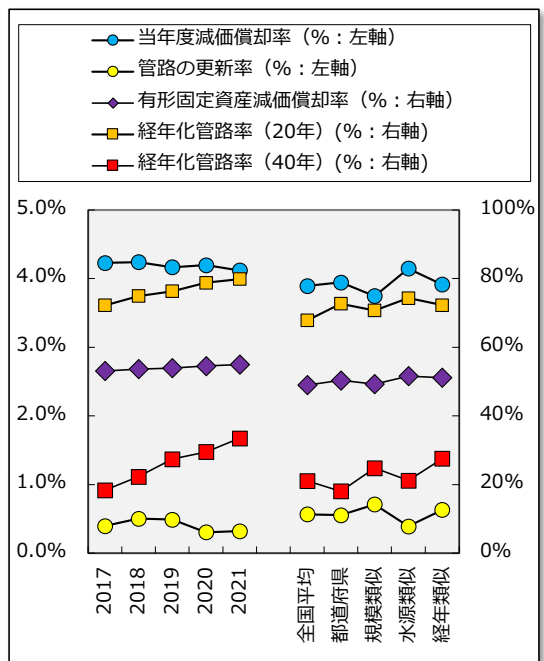 当年度減価償却率（%：左軸）
管路の更新率（%：左軸）
有形固定資産減価償却率（%：右軸）
経年化管路率（20年）(%：右軸)
経年化管路率（40年）(%：右軸)
5.0%
4.0%
3.0%
2.0%
1.0%
0.0%
100%
80%
60%
40%
20%
0%
2017
2018
2019
2020
2021
全国平均
都道府県
規模類似
水源類似
経年類似